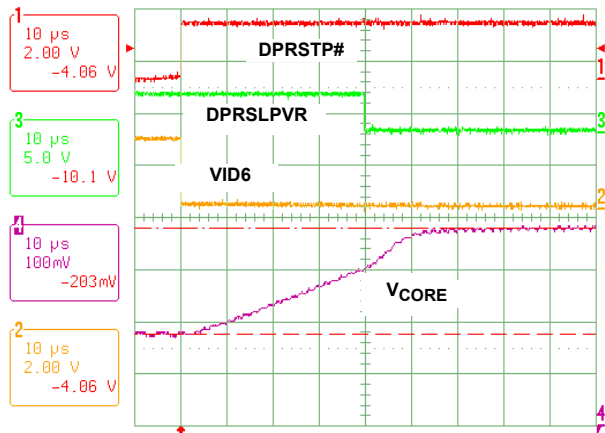 1
10 µs
2.00 V
-4.06 V
3
10 µs
5.0 V
-10.1 V
4
10 µs
100mV
-203mV
2
10 µs
2.00 V
-4.06 V
DPRSTP#
DPRSLPVR
VID6
VCORE
1
3
2
4